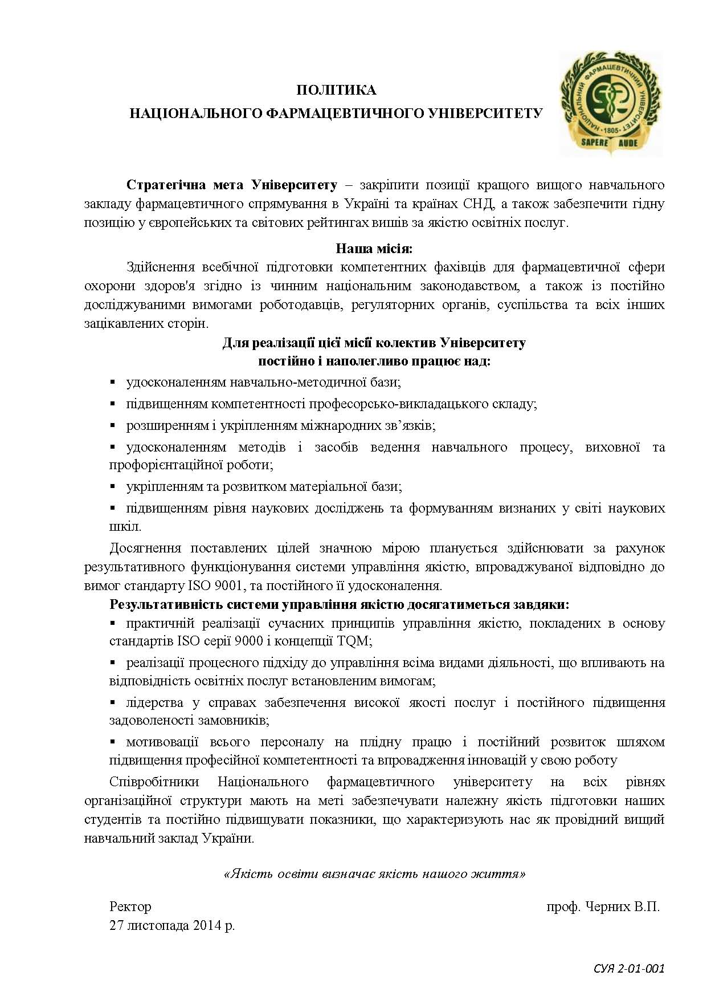 ПОЛІТИКА
НАЦІОНАЛЬНОГО ФАРМАЦЕВТИЧНОГО УНІВЕРСИТЕТУ
НАЦІОНАЛЬНИЙ ФАРМАЦЕВТИЧНИЙ УНІВЕРСИТЕТ
·1805·
SAPERE AUDE
Стратегічна мета Університету – закріпити позиції кращого вищого навчального
закладу фармацевтичного спрямування в Україні та країнах СНД, а також забезпечити гідну
позицію у європейських та світових рейтингах вишів за якістю освітніх послуг.
Наша місія:
Здійснення всебічної підготовки компетентних фахівців для фармацевтичної сфери
охорони здоров'я згідно із чинним національним законодавством, а також із постійно
досліджуваними вимогами роботодавців, регуляторних органів, суспільства та всіх інших
зацікавлених сторін.
Для реалізації цієї місії колектив Університету
постійно і наполегливо працює над:
▪ удосконаленням навчально-методичної бази;
▪ підвищенням компетентності професорсько-викладацького складу;
▪ розширенням і укріпленням міжнародних зв’язків;
▪ удосконаленням методів і засобів ведення навчального процесу, виховної та
профорієнтаційної роботи;
▪ укріпленням та розвитком матеріальної бази;
▪ підвищенням рівня наукових досліджень та формуванням визнаних у світі наукових
шкіл.
Досягнення поставлених цілей значною мірою планується здійснювати за рахунок
результативного функціонування системи управління якістю, впроваджуваної відповідно до
вимог стандарту ISO 9001, та постійного її удосконалення.
Результативність системи управління якістю досягатиметься завдяки:
▪ практичній реалізації сучасних принципів управління якістю, покладених в основу
стандартів ISO серії 9000 і концепції TQM;
▪ реалізації процесного підхіду до управління всіма видами діяльності, що впливають на
відповідність освітніх послуг встановленим вимогам;
▪ лідерства у справах забезпечення високої якості послуг і постійного підвищення
задоволеності замовників;
▪ мотивовації всього персоналу на плідну працю і постійний розвиток шляхом
підвищення професійної компетентності та впровадження інновацій у свою роботу
Співробітники Національного фармацевтичного університету на всіх рівнях
організаційної структури мають на меті забезпечувати належну якість підготовки наших
студентів та постійно підвищувати показники, що характеризують нас як провідний вищий
навчальний заклад України.
«Якість освіти визначає якість нашого життя»
Ректор проф. Черних В.П.
27 листопада 2014 р.
СУЯ 2-01-001